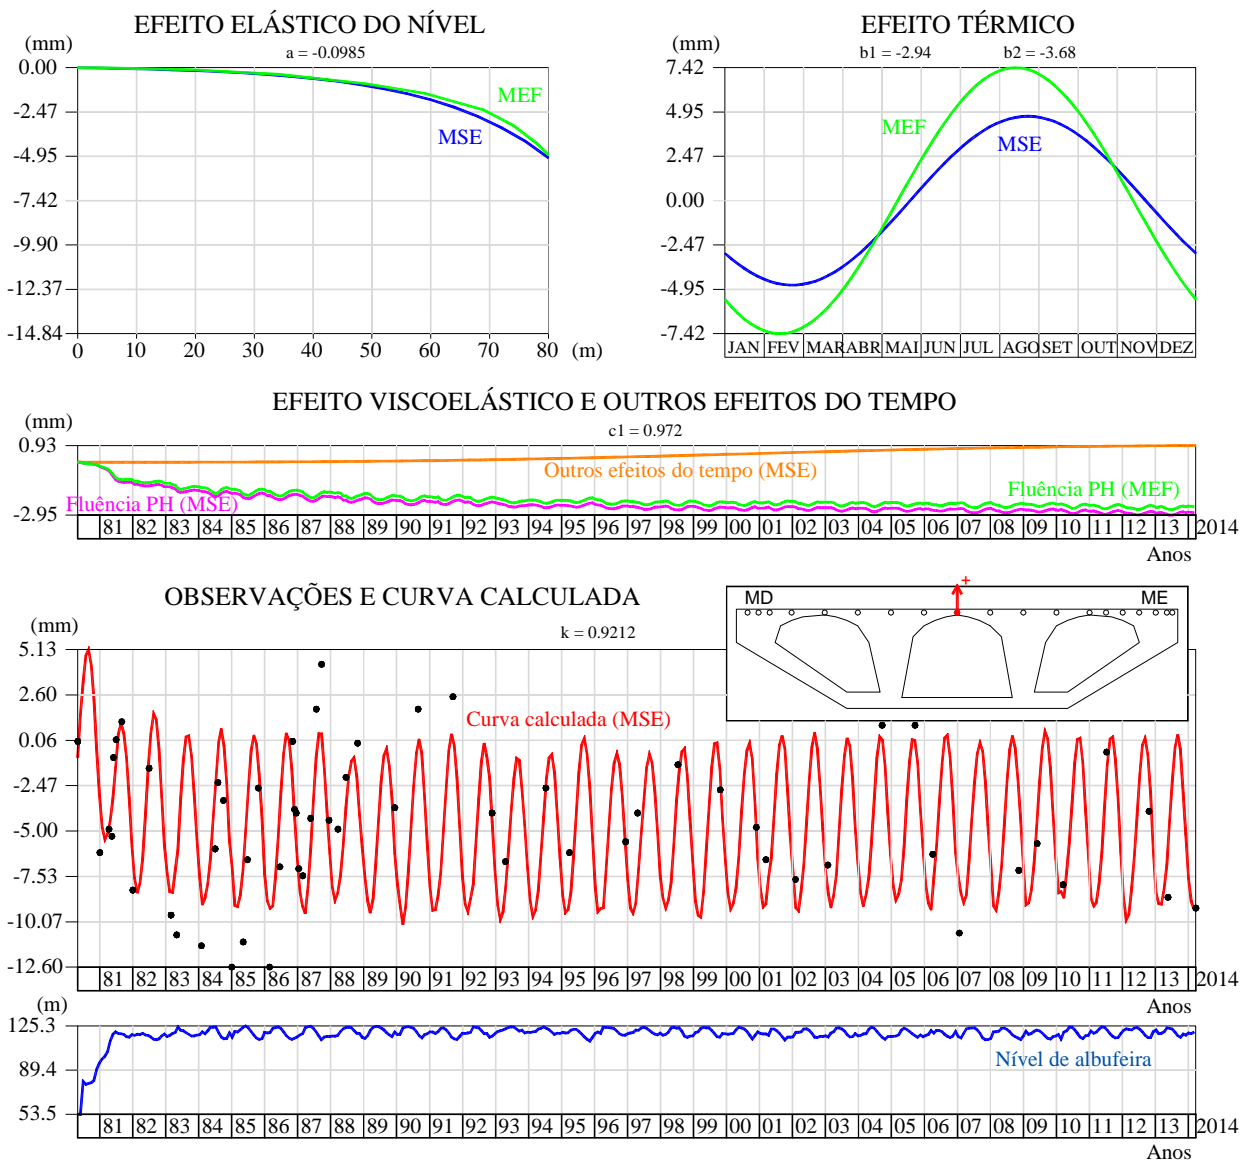 EFEITO ELÁSTICO DO NÍVEL
(mm)
a = -0.0985
0.00
-2.47
-4.95
-7.42
-9.90
-12.37
-14.84
MEF
MSE
0 10 20 30 40 50 60 70 80 (m)
EFEITO TÉRMICO
(mm)
b1 = -2.94 b2 = -3.68
7.42
4.95
2.47
0.00
-2.47
-4.95
-7.42
MEF
MSE
JAN FEV MAR ABR MAI JUN JUL AGO SET OUT NOV DEZ
EFEITO VISCOELÁSTICO E OUTROS EFEITOS DO TEMPO
(mm)
c1 = 0.972
0.93
-2.95
Outros efeitos do tempo (MSE)
Fluência PH (MSE)
Fluência PH (MEF)
81 82 83 84 85 86 87 88 89 90 91 92 93 94 95 96 97 98 99 00 01 02 03 04 05 06 07 08 09 10 11 12 13 2014
Anos
OBSERVAÇÕES E CURVA CALCULADA
(mm)
k = 0.9212
MD
+
ME
5.13
2.60
0.06
-2.47
-5.00
-7.53
-10.07
-12.60
Curva calculada (MSE)
81 82 83 84 85 86 87 88 89 90 91 92 93 94 95 96 97 98 99 00 01 02 03 04 05 06 07 08 09 10 11 12 13 2014
Anos
(m)
125.3
89.4
53.5
Nível de albufeira
81 82 83 84 85 86 87 88 89 90 91 92 93 94 95 96 97 98 99 00 01 02 03 04 05 06 07 08 09 10 11 12 13 2014
Anos